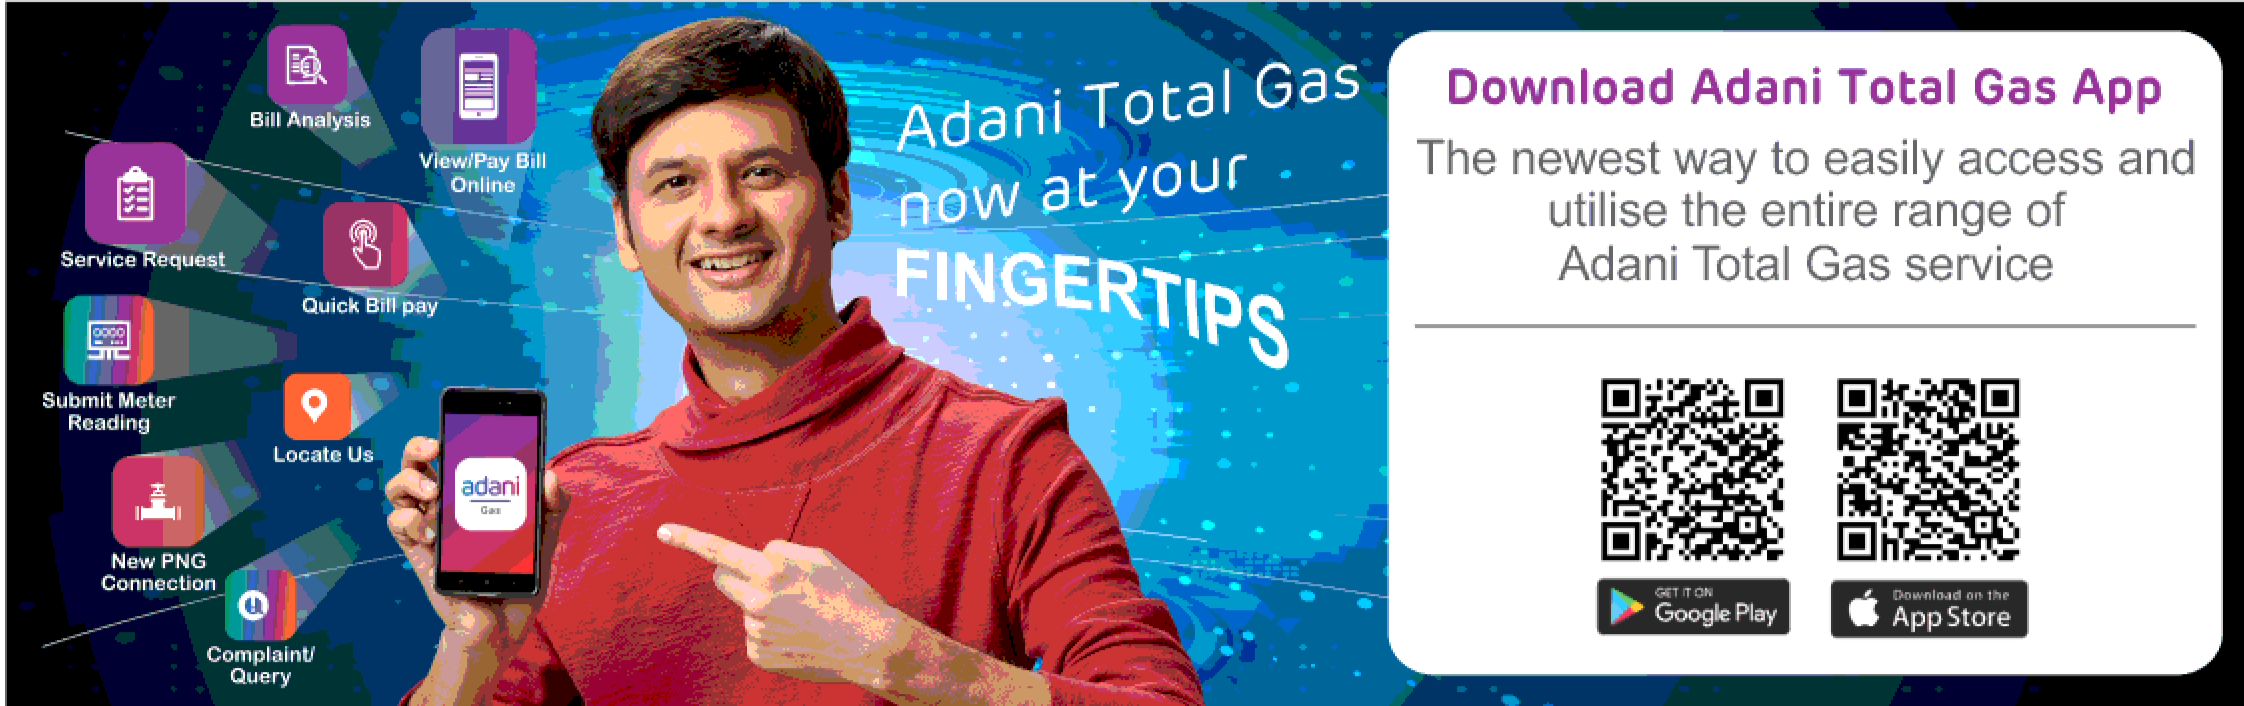 Bill Analysis
View/Pay Bill
Online
Service Request
Quick Bill pay
Submit Meter
Reading
Locate Us
New PNG
Connection
Complaint/
Query
adani
Gas
Adani Total Gas
now at your
FINGERTIPS
Download Adani Total Gas App
The newest way to easily access and
utilise the entire range of
Adani Total Gas service
GET IT ON
Google Play
Download on the
App Store